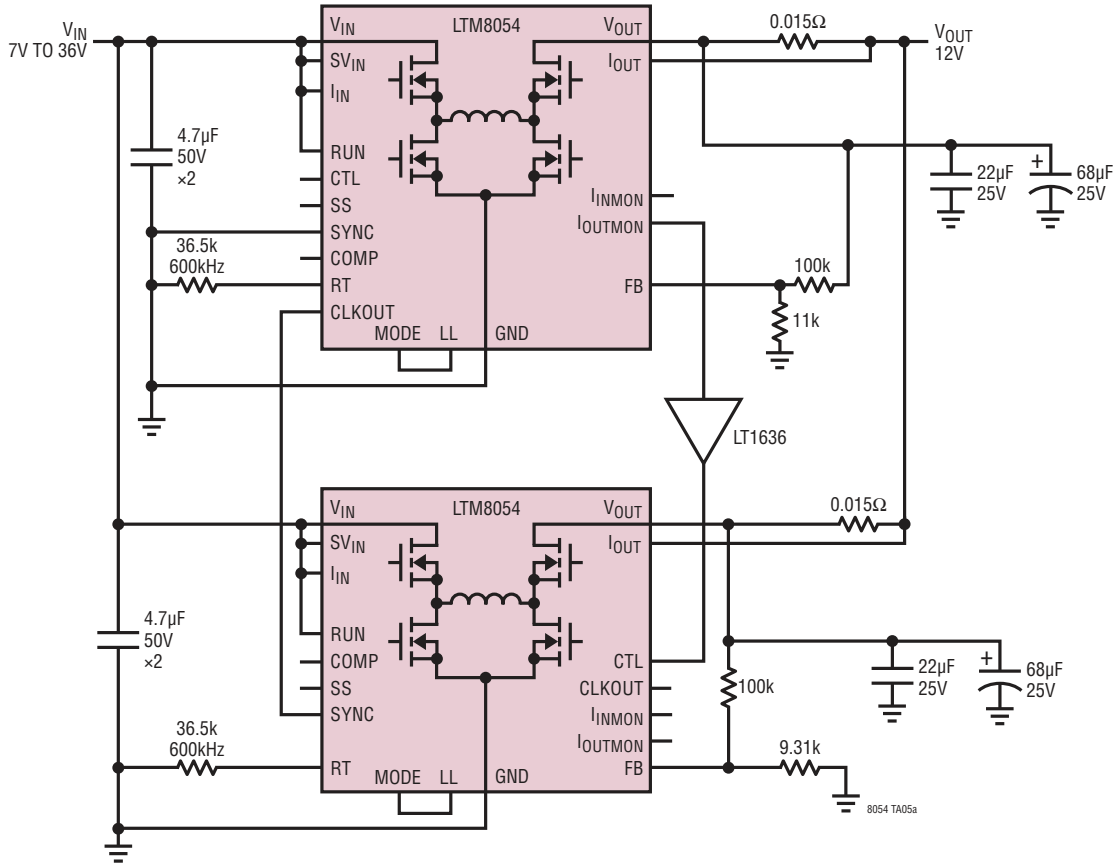 VIN
7V TO 36V
4.7µF
50V
×2
36.5k
600kHz
VIN
SVIN
IIN
RUN
CTL
SS
SYNC
COMP
RT
CLKOUT
LTM8054
MODE
LL
GND
VOUT
IOUT
IINMON
IOUTMON
FB
0.015Ω
VOUT
12V
22µF
25V
+
68µF
25V
100k
11k
LT1636
4.7µF
50V
×2
36.5k
600kHz
VIN
SVIN
IIN
RUN
COMP
SS
SYNC
RT
LTM8054
MODE
LL
GND
VOUT
IOUT
CTL
CLKOUT
IINMON
IOUTMON
FB
0.015Ω
22µF
25V
+
68µF
25V
100k
9.31k
8054 TA05a